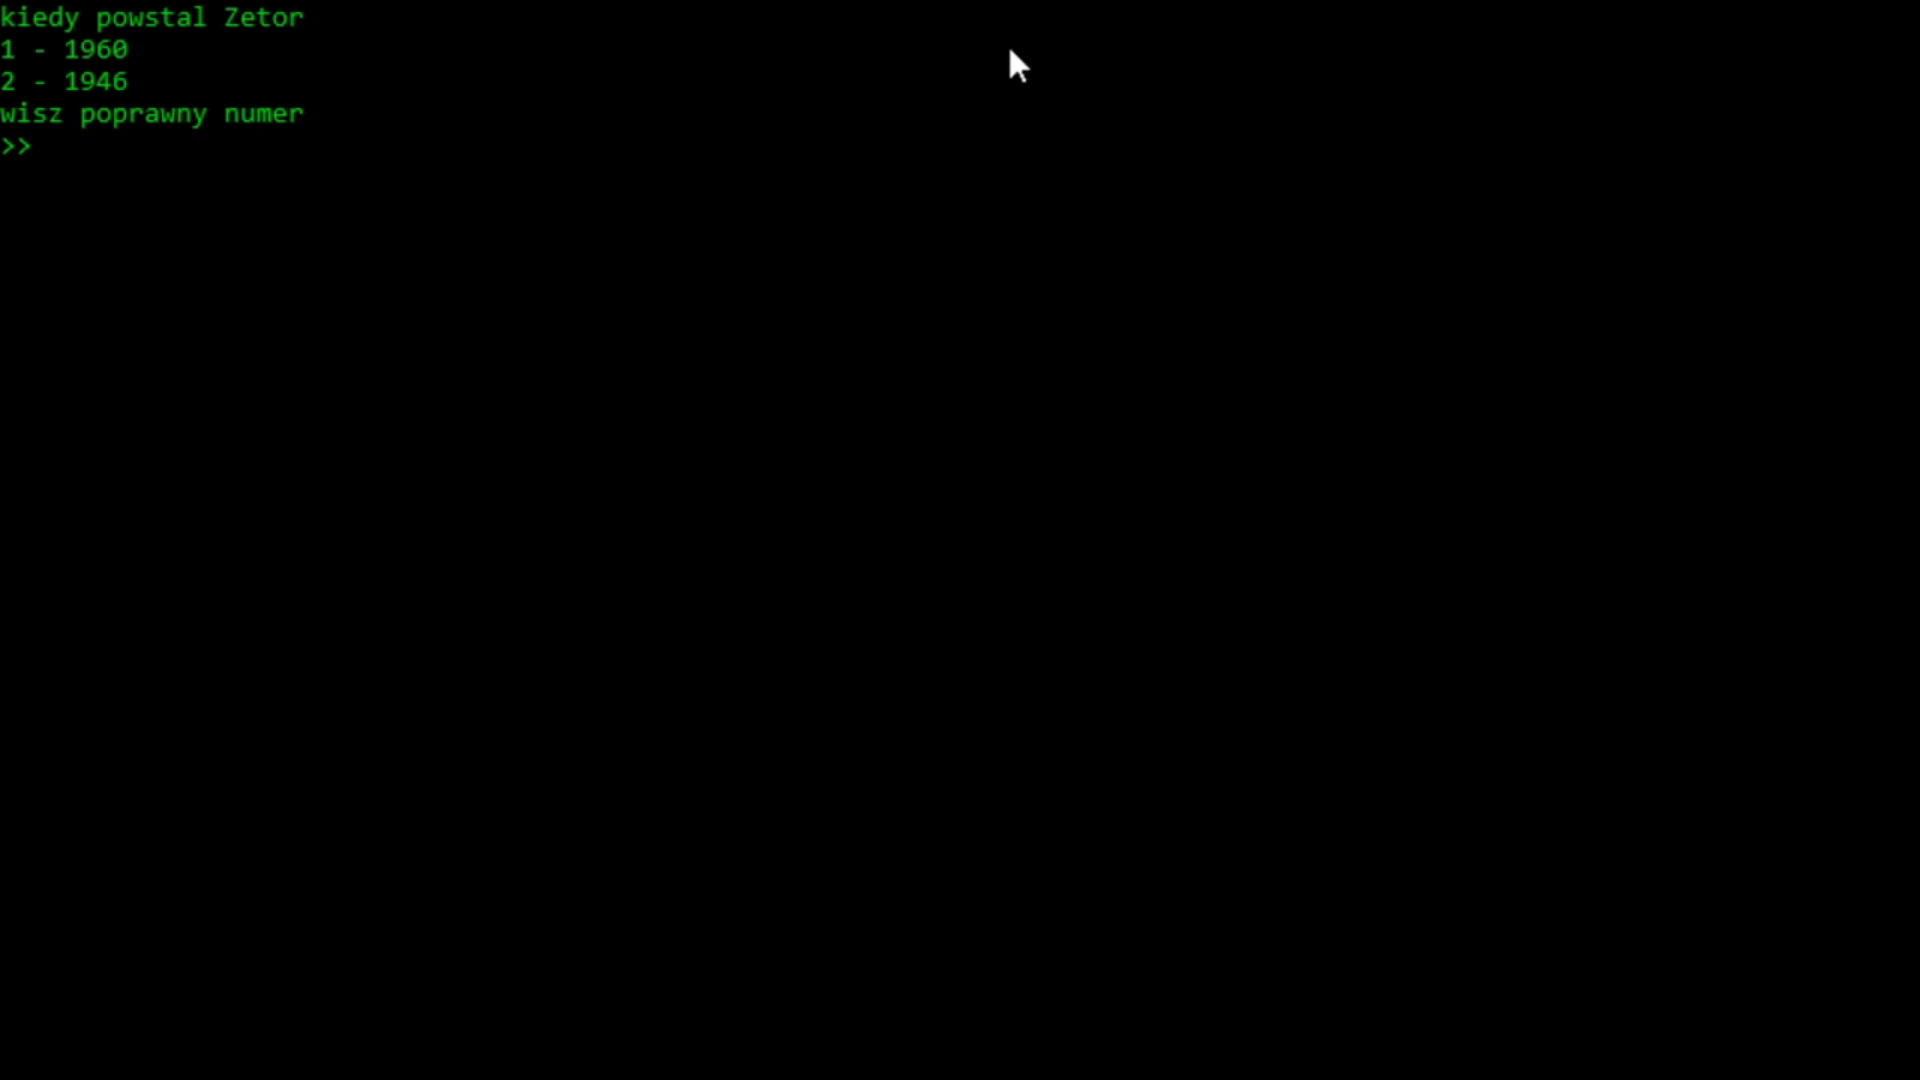 kiedy powstal Zetor
1 - 1960
2 - 1946
wisz poprawny numer
>>